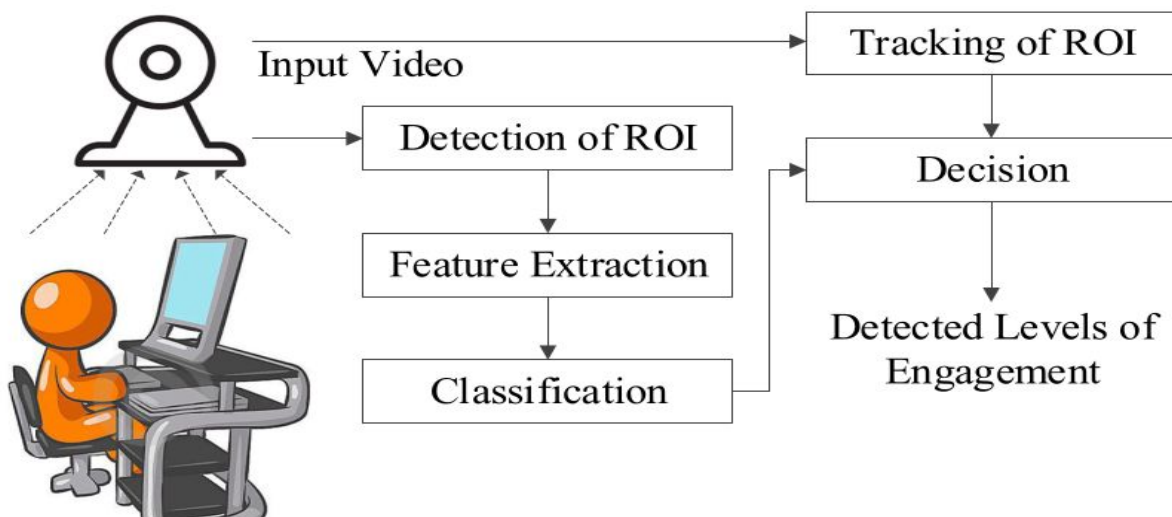 Input Video
Tracking of ROI
Detection of ROI
Decision
Feature Extraction
Classification
Detected Levels of
Engagement